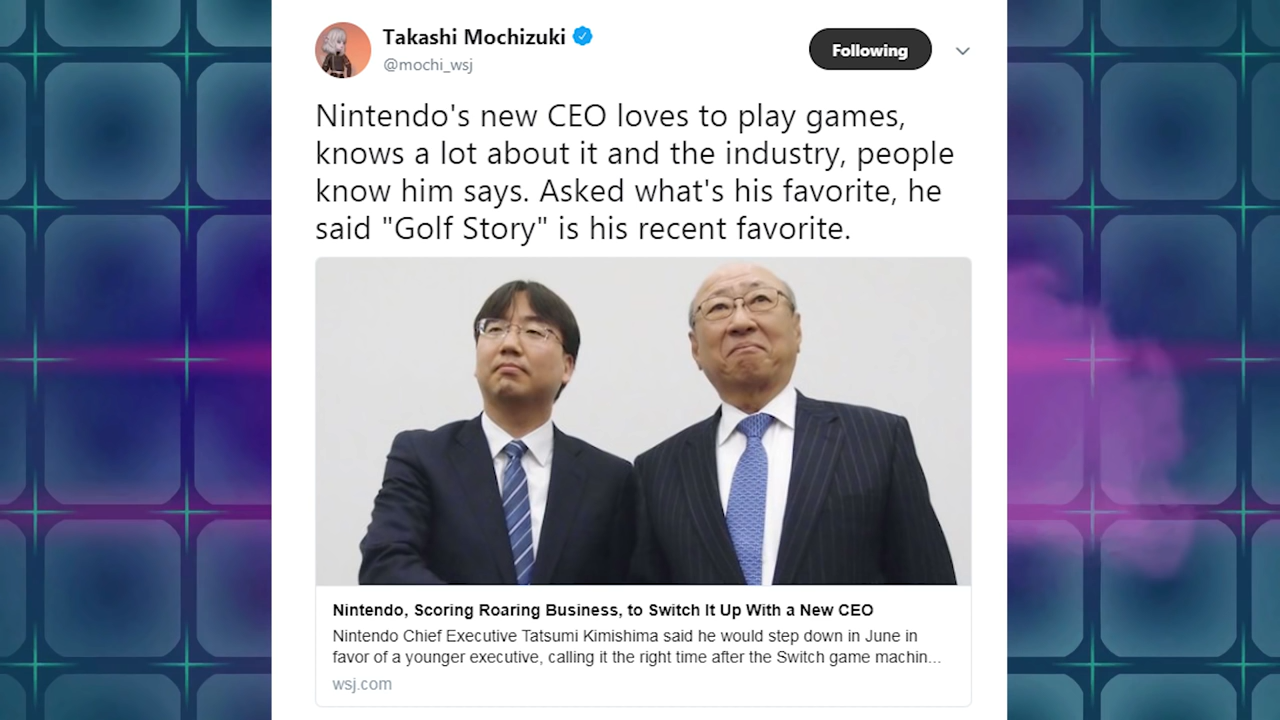 Takashi Mochizuki
@mochi_wsj
Following
Nintendo's new CEO loves to play games,
knows a lot about it and the industry, people
know him says. Asked what's his favorite, he
said "Golf Story" is his recent favorite.
Nintendo, Scoring Roaring Business, to Switch It Up With a New CEO
Nintendo Chief Executive Tatsumi Kimishima said he would step down in June in
favor of a younger executive, calling it the right time after the Switch game machin...
wsj.com